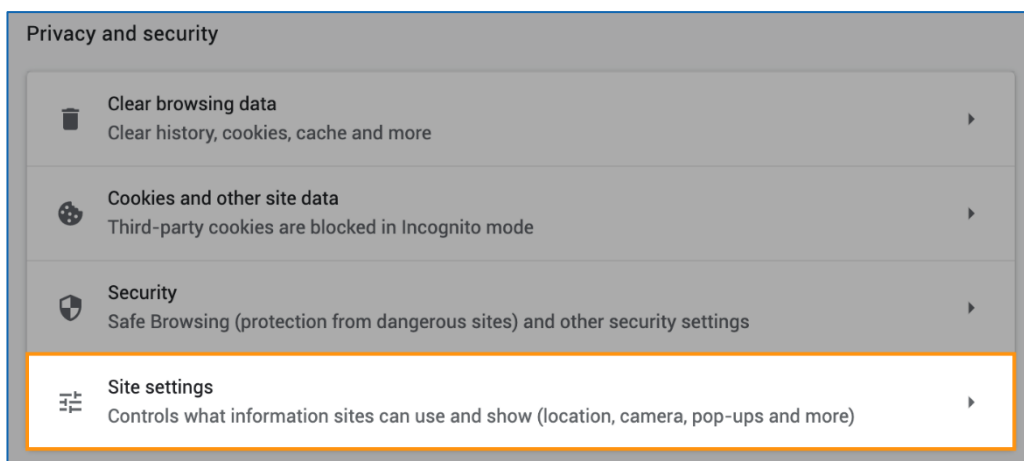 Privacy and security
Clear browsing data
Clear history, cookies, cache and more
Cookies and other site data
Third-party cookies are blocked in Incognito mode
Security
Safe Browsing (protection from dangerous sites) and other security settings
Site settings
Controls what information sites can use and show (location, camera, pop-ups and more)